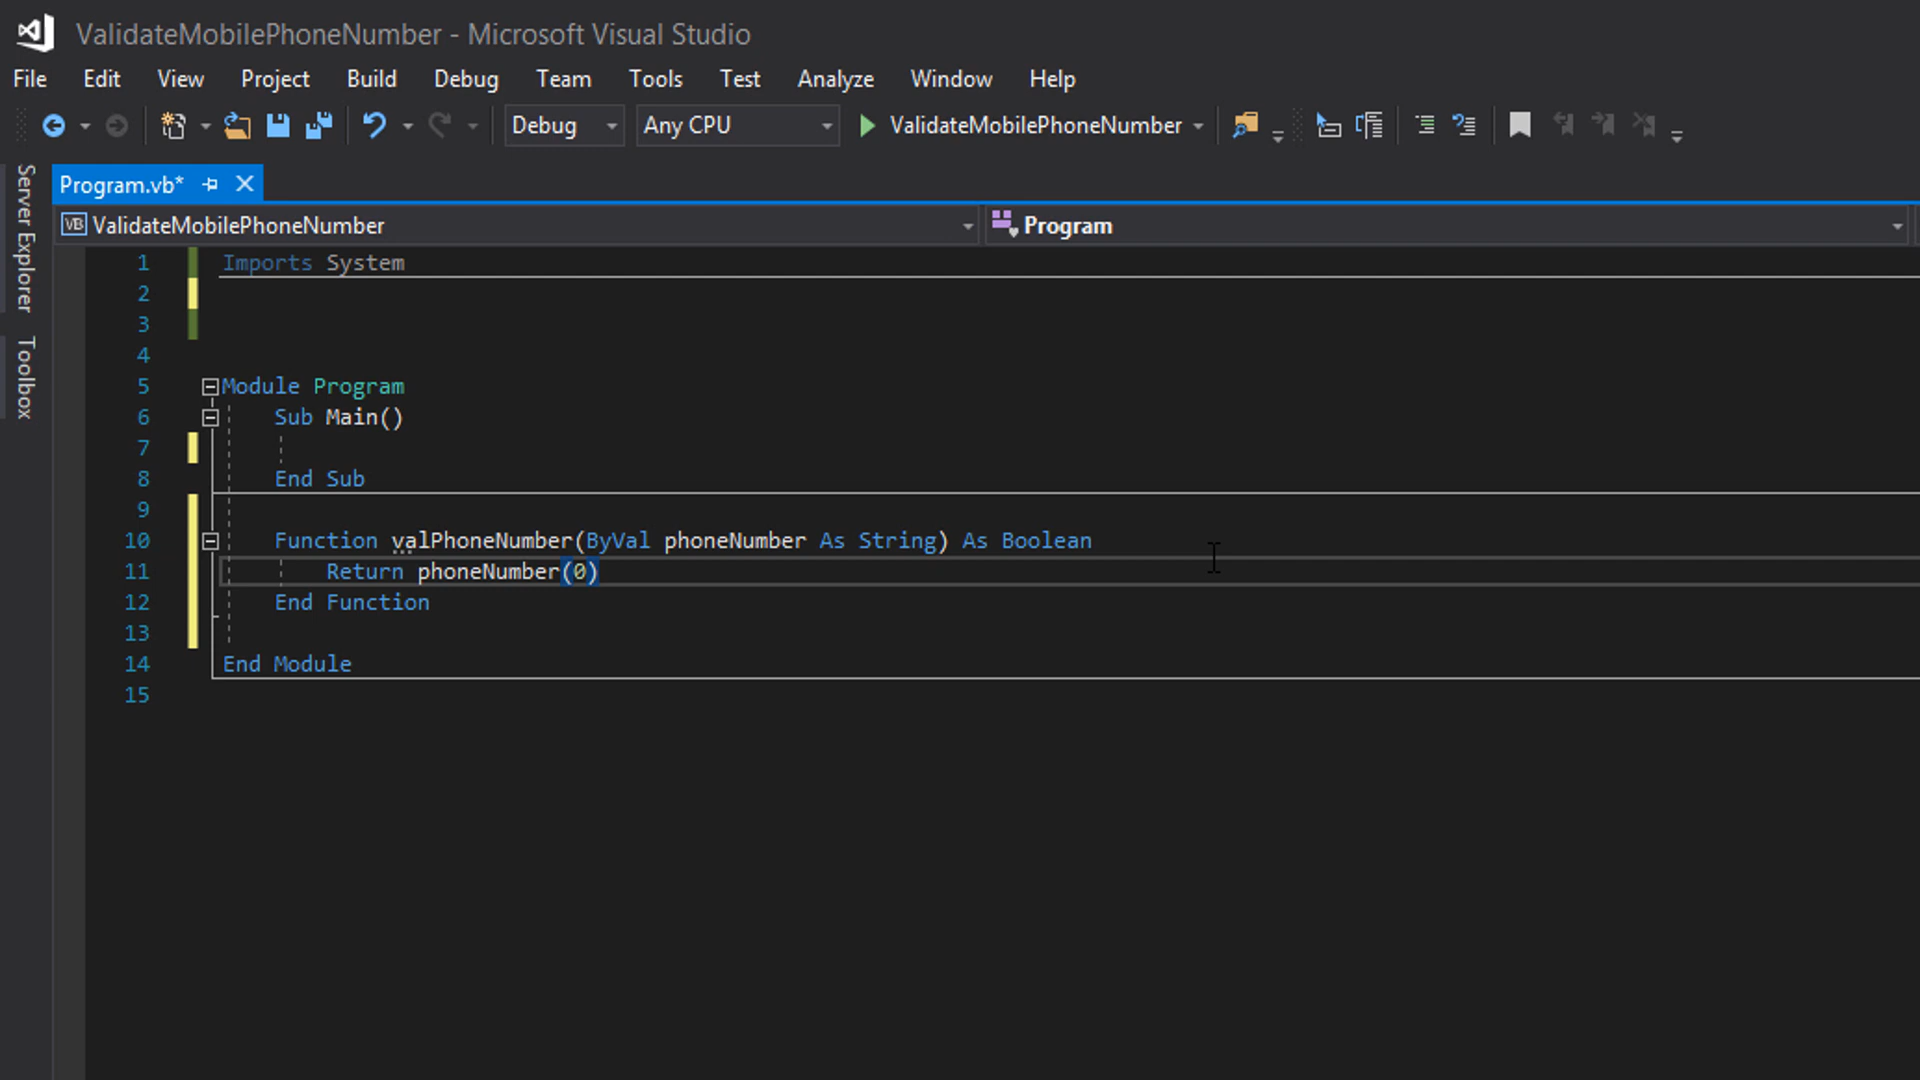 ValidateMobilePhoneNumber - Microsoft Visual Studio
File Edit View Project Build Debug Team Tools Test Analyze Window Help
Debug Any CPU ValidateMobilePhoneNumber
Server Explorer
Toolbox
Program.vb*
VB ValidateMobilePhoneNumber Program
1 Imports System
2
3
4
5 Module Program
6 Sub Main()
7
8 End Sub
9
10 Function valPhoneNumber(ByVal phoneNumber As String) As Boolean
11 Return phoneNumber(0)
12 End Function
13
14 End Module
15